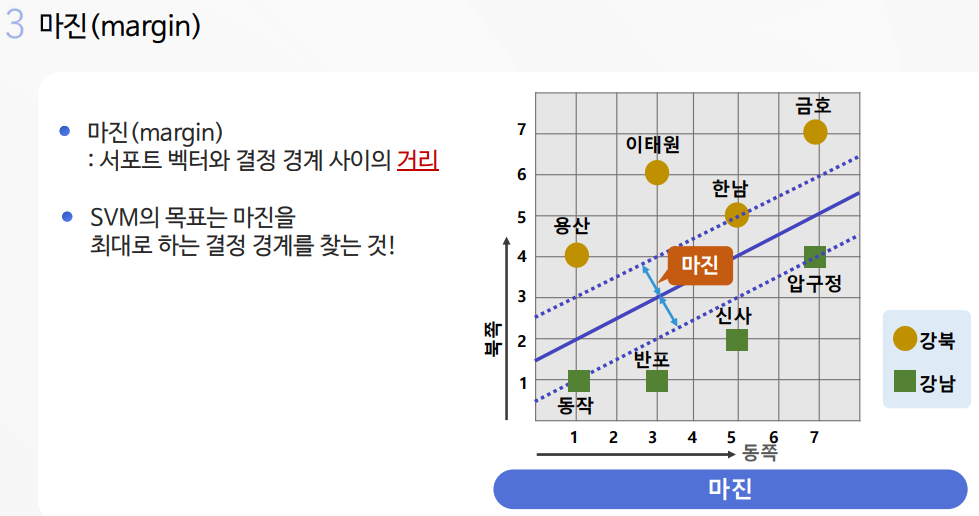 3 마진(margin)
마진(margin)
: 서포트 벡터와 결정 경계 사이의 거리
SVM의 목표는 마진을
최대로 하는 결정 경계를 찾는 것!
금호
이태원
한남
용산
마진
압구정
신사
반포
동작
7
6
5
4
3
2
1
북쪽
1 2 3 4 5 6 7
동쪽
강북
강남
마진